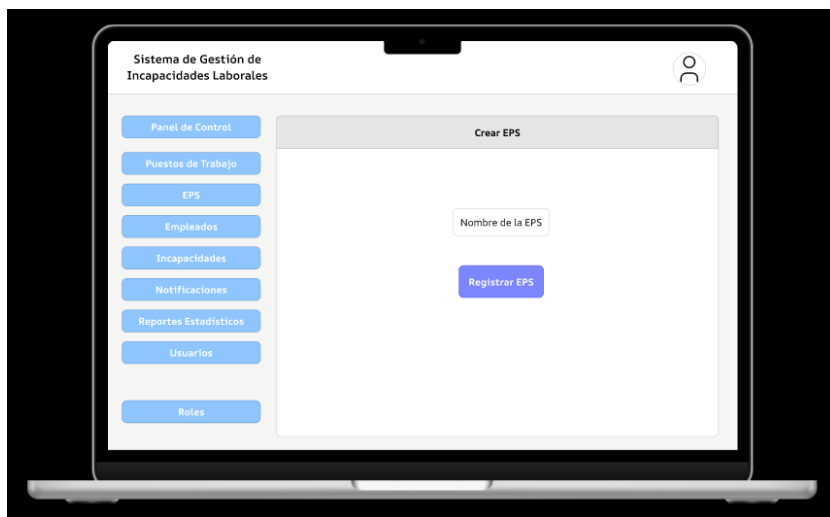 Sistema de Gestión de
Incapacidades Laborales
Panel de Control
Puestos de Trabajo
EPS
Empleados
Incapacidades
Notificaciones
Reportes Estadísticos
Usuarios
Roles
Crear EPS
Nombre de la EPS
Registrar EPS